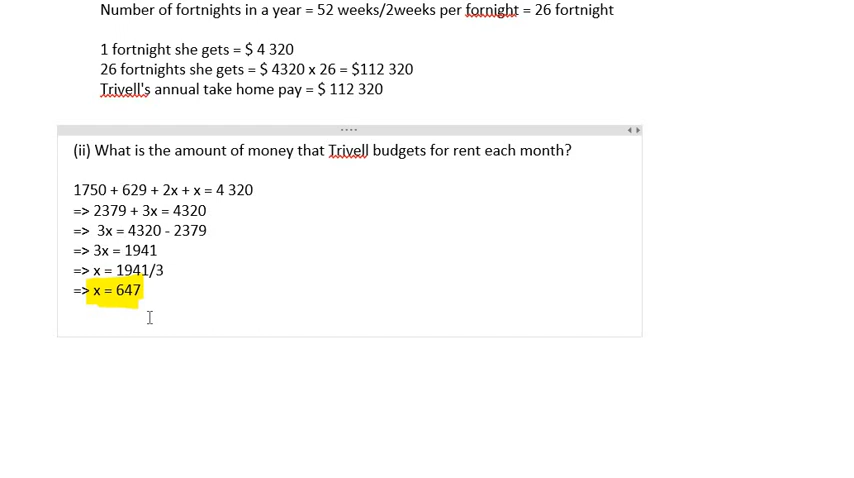 Number of fortnights in a year = 52 weeks/2weeks per fornight = 26 fortnight
1 fortnight she gets = $ 4 320
26 fortnights she gets = $ 4320 x 26 = $112 320
Trivell's annual take home pay = $ 112 320
(ii) What is the amount of money that Trivell budgets for rent each month?
1750 + 629 + 2x + x = 4 320
=> 2379 + 3x = 4320
=>  3x = 4320 - 2379
=> 3x = 1941
=> x = 1941/3
=> x = 647